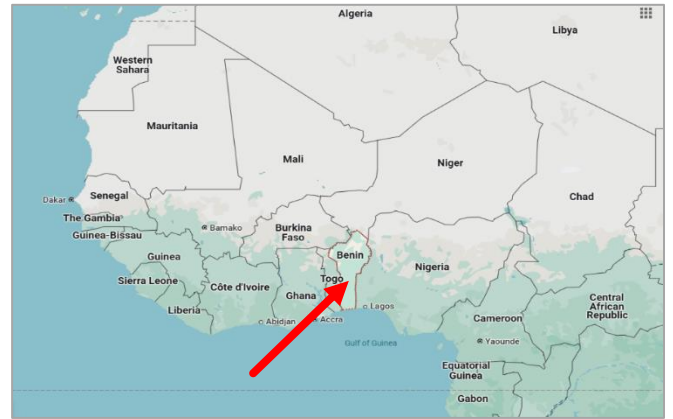 Algeria
Libya
Western
Sahara
Mauritania
Mali
Niger
Chad
Dakar
Senegal
The Gambia
Guinea-Bissau
Bamako
Burkina
Faso
Benin
Nigeria
Guinea
Togo
Sierra Leone
Côte d'Ivoire
Ghana
Liberia
Abidjan
Accra
Lagos
Central
African
Republic
Cameroon
Gulf of Guinea
Yaounde
Equatorial
Guinea
Gabon